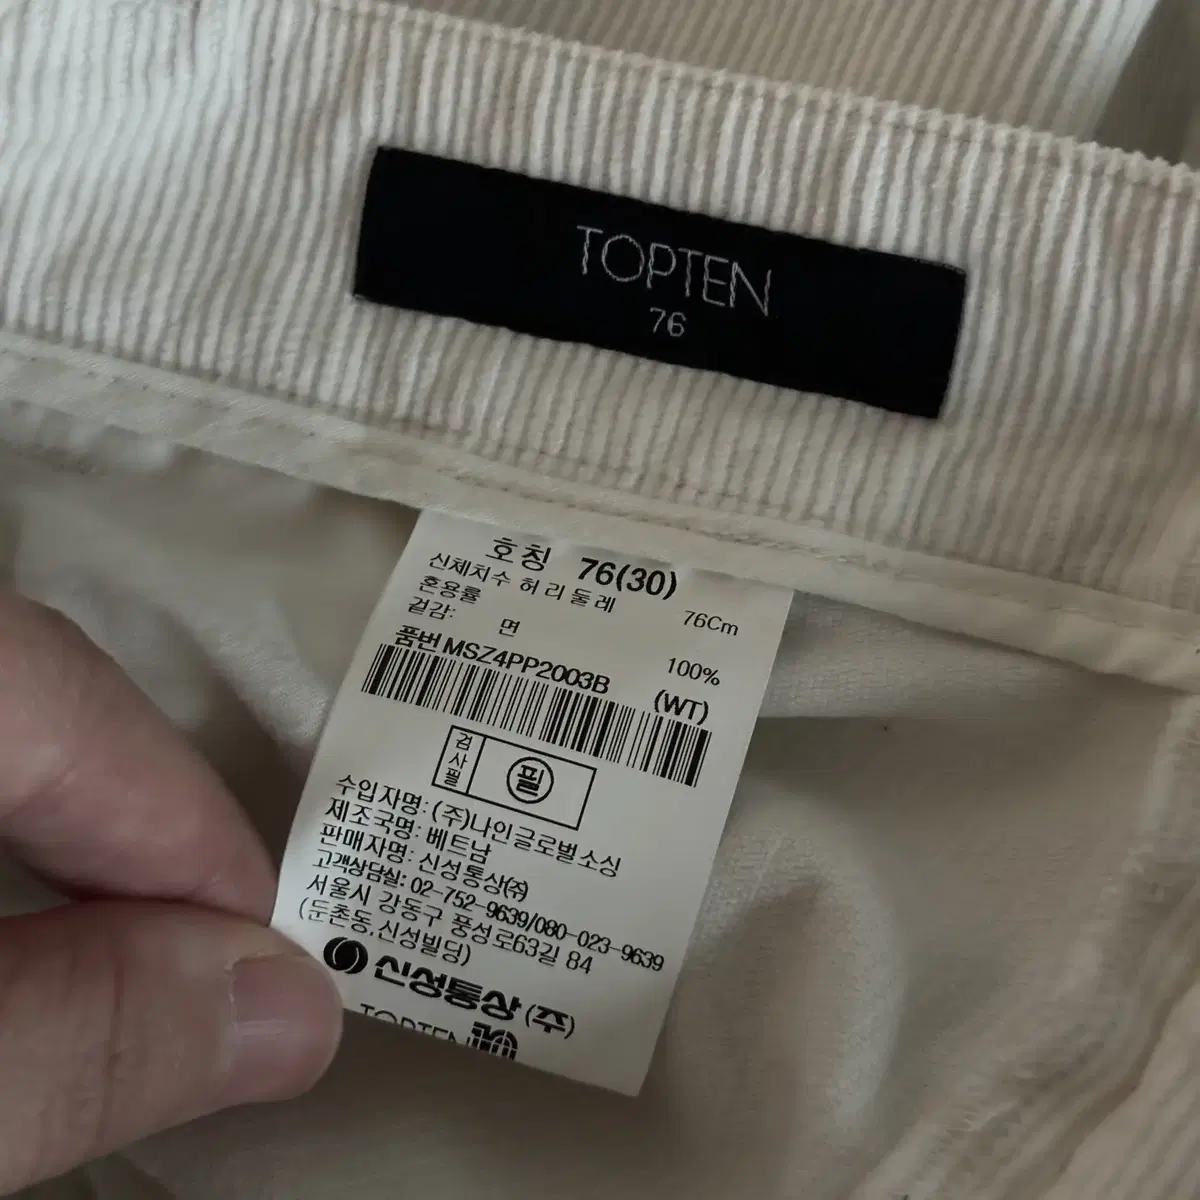 TOPTEN
76
호칭 76(30)
신체치수 허리둘레 76Cm
혼용률
겉감: 면 100%
품번 MSZ4PP2003B (WT)
검사필 필
수입자명: (주)나인글로벌소싱
제조국명: 베트남
판매자명: 신성통상(주)
고객상담실: 02-752-9639/080-023-9639
서울시 강동구 풍성로63길 84
(둔촌동,신성빌딩)
신성통상(주)
TOPTEN10